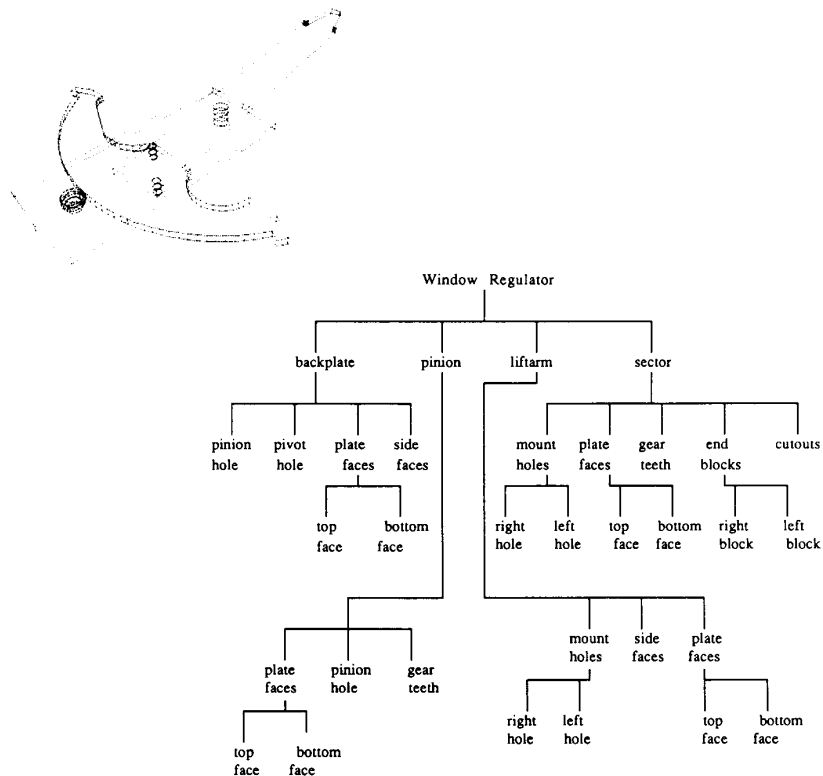 Window Regulator
backplate pinion liftarm sector
pinion hole
pivot hole
plate faces
side faces
mount holes
plate faces
gear teeth
end blocks
cutouts
top face
bottom face
right hole
left hole
top face
bottom face
right block
left block
plate faces
pinion hole
gear teeth
mount holes
side faces
plate faces
top face
bottom face
right hole
left hole
top face
bottom face